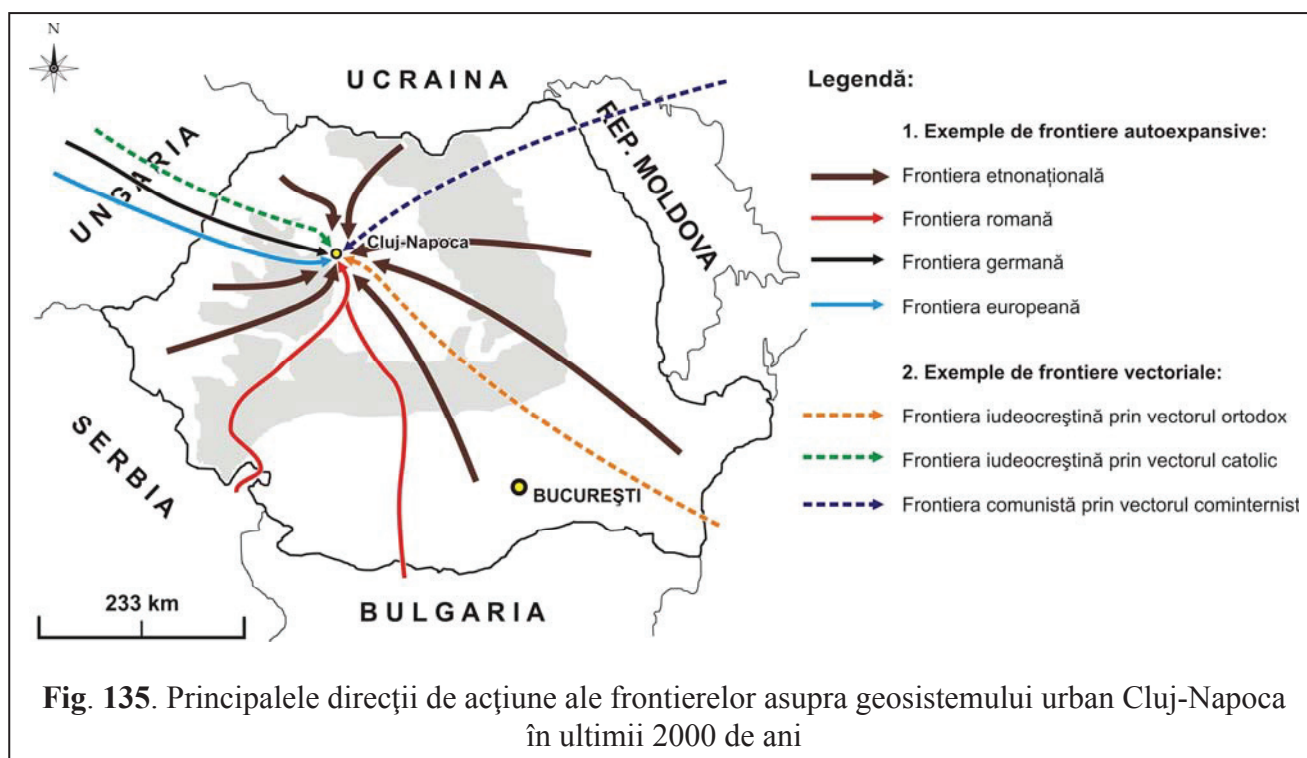 N
UCRAINA
UNGARIA
REP. MOLDOVA
Cluj-Napoca
SERBIA
BUCUREŞTI
BULGARIA
233 km
Legendă:
1. Exemple de frontiere autoexpansive:
Frontiera etnonațională
Frontiera romană
Frontiera germană
Frontiera europeană
2. Exemple de frontiere vectoriale:
Frontiera iudeocreştină prin vectorul ortodox
Frontiera iudeocreştină prin vectorul catolic
Frontiera comunistă prin vectorul cominternist
Fig. 135. Principalele direcţii de acţiune ale frontierelor asupra geosistemului urban Cluj-Napoca
în ultimii 2000 de ani